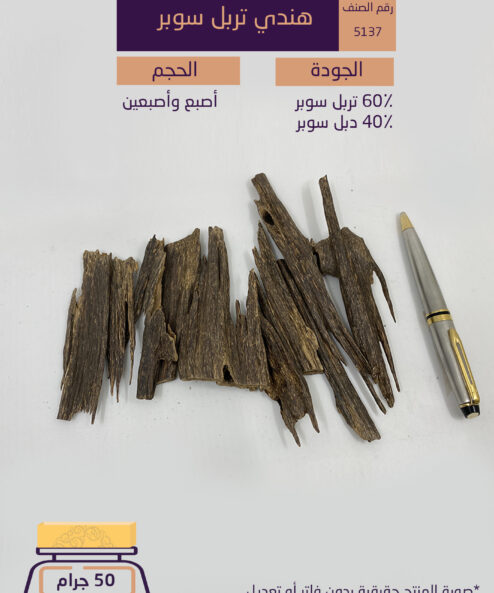 رقم الصنف
5137
هندي تربل سوبر
الجودة
الحجم
60٪ تربل سوبر
40٪ دبل سوبر
أصبع وأصبعين
50 جرام
*صورة المنتج حقيقية بدون فلتر أو تعديل